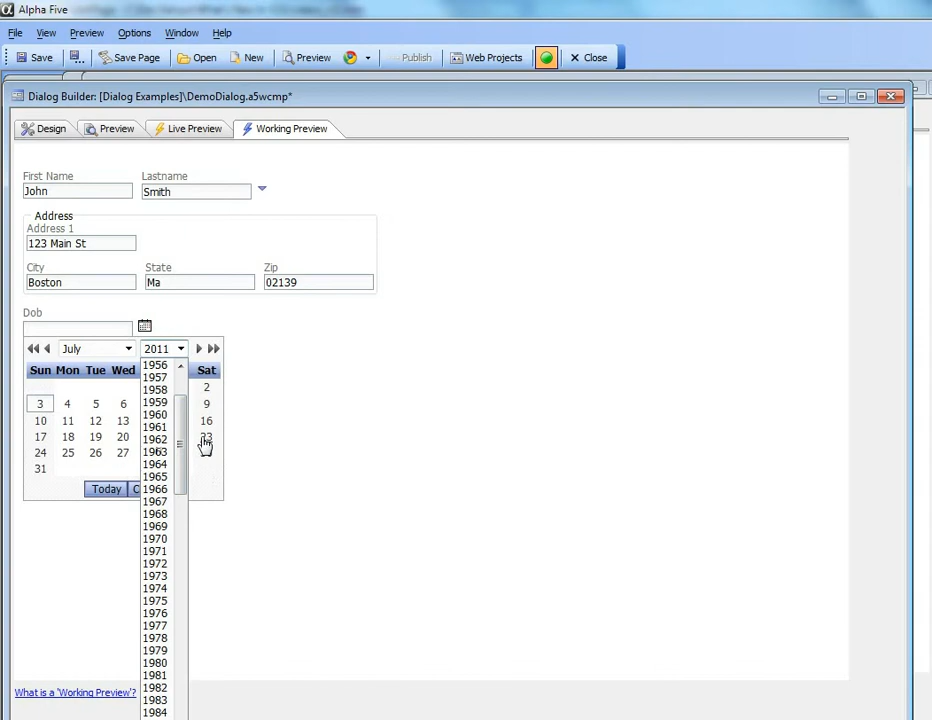 Alpha Five
File View Preview Options Window Help
Save Save Page Open New Preview Publish Web Projects Close
Dialog Builder: [Dialog Examples]\DemoDialog.a5wcmp*
Design Preview Live Preview Working Preview
First Name Lastname
John Smith
Address
Address 1
123 Main St
City State Zip
Boston Ma 02139
Dob
July 2011
Sun Mon Tue Wed Sat
2
3 4 5 6 9
10 11 12 13 16
17 18 19 20
24 25 26 27
31
Today
1956
1957
1958
1959
1960
1961
1962
1963
1964
1965
1966
1967
1968
1969
1970
1971
1972
1973
1974
1975
1976
1977
1978
1979
1980
1981
1982
1983
1984
What is a 'Working Preview'?